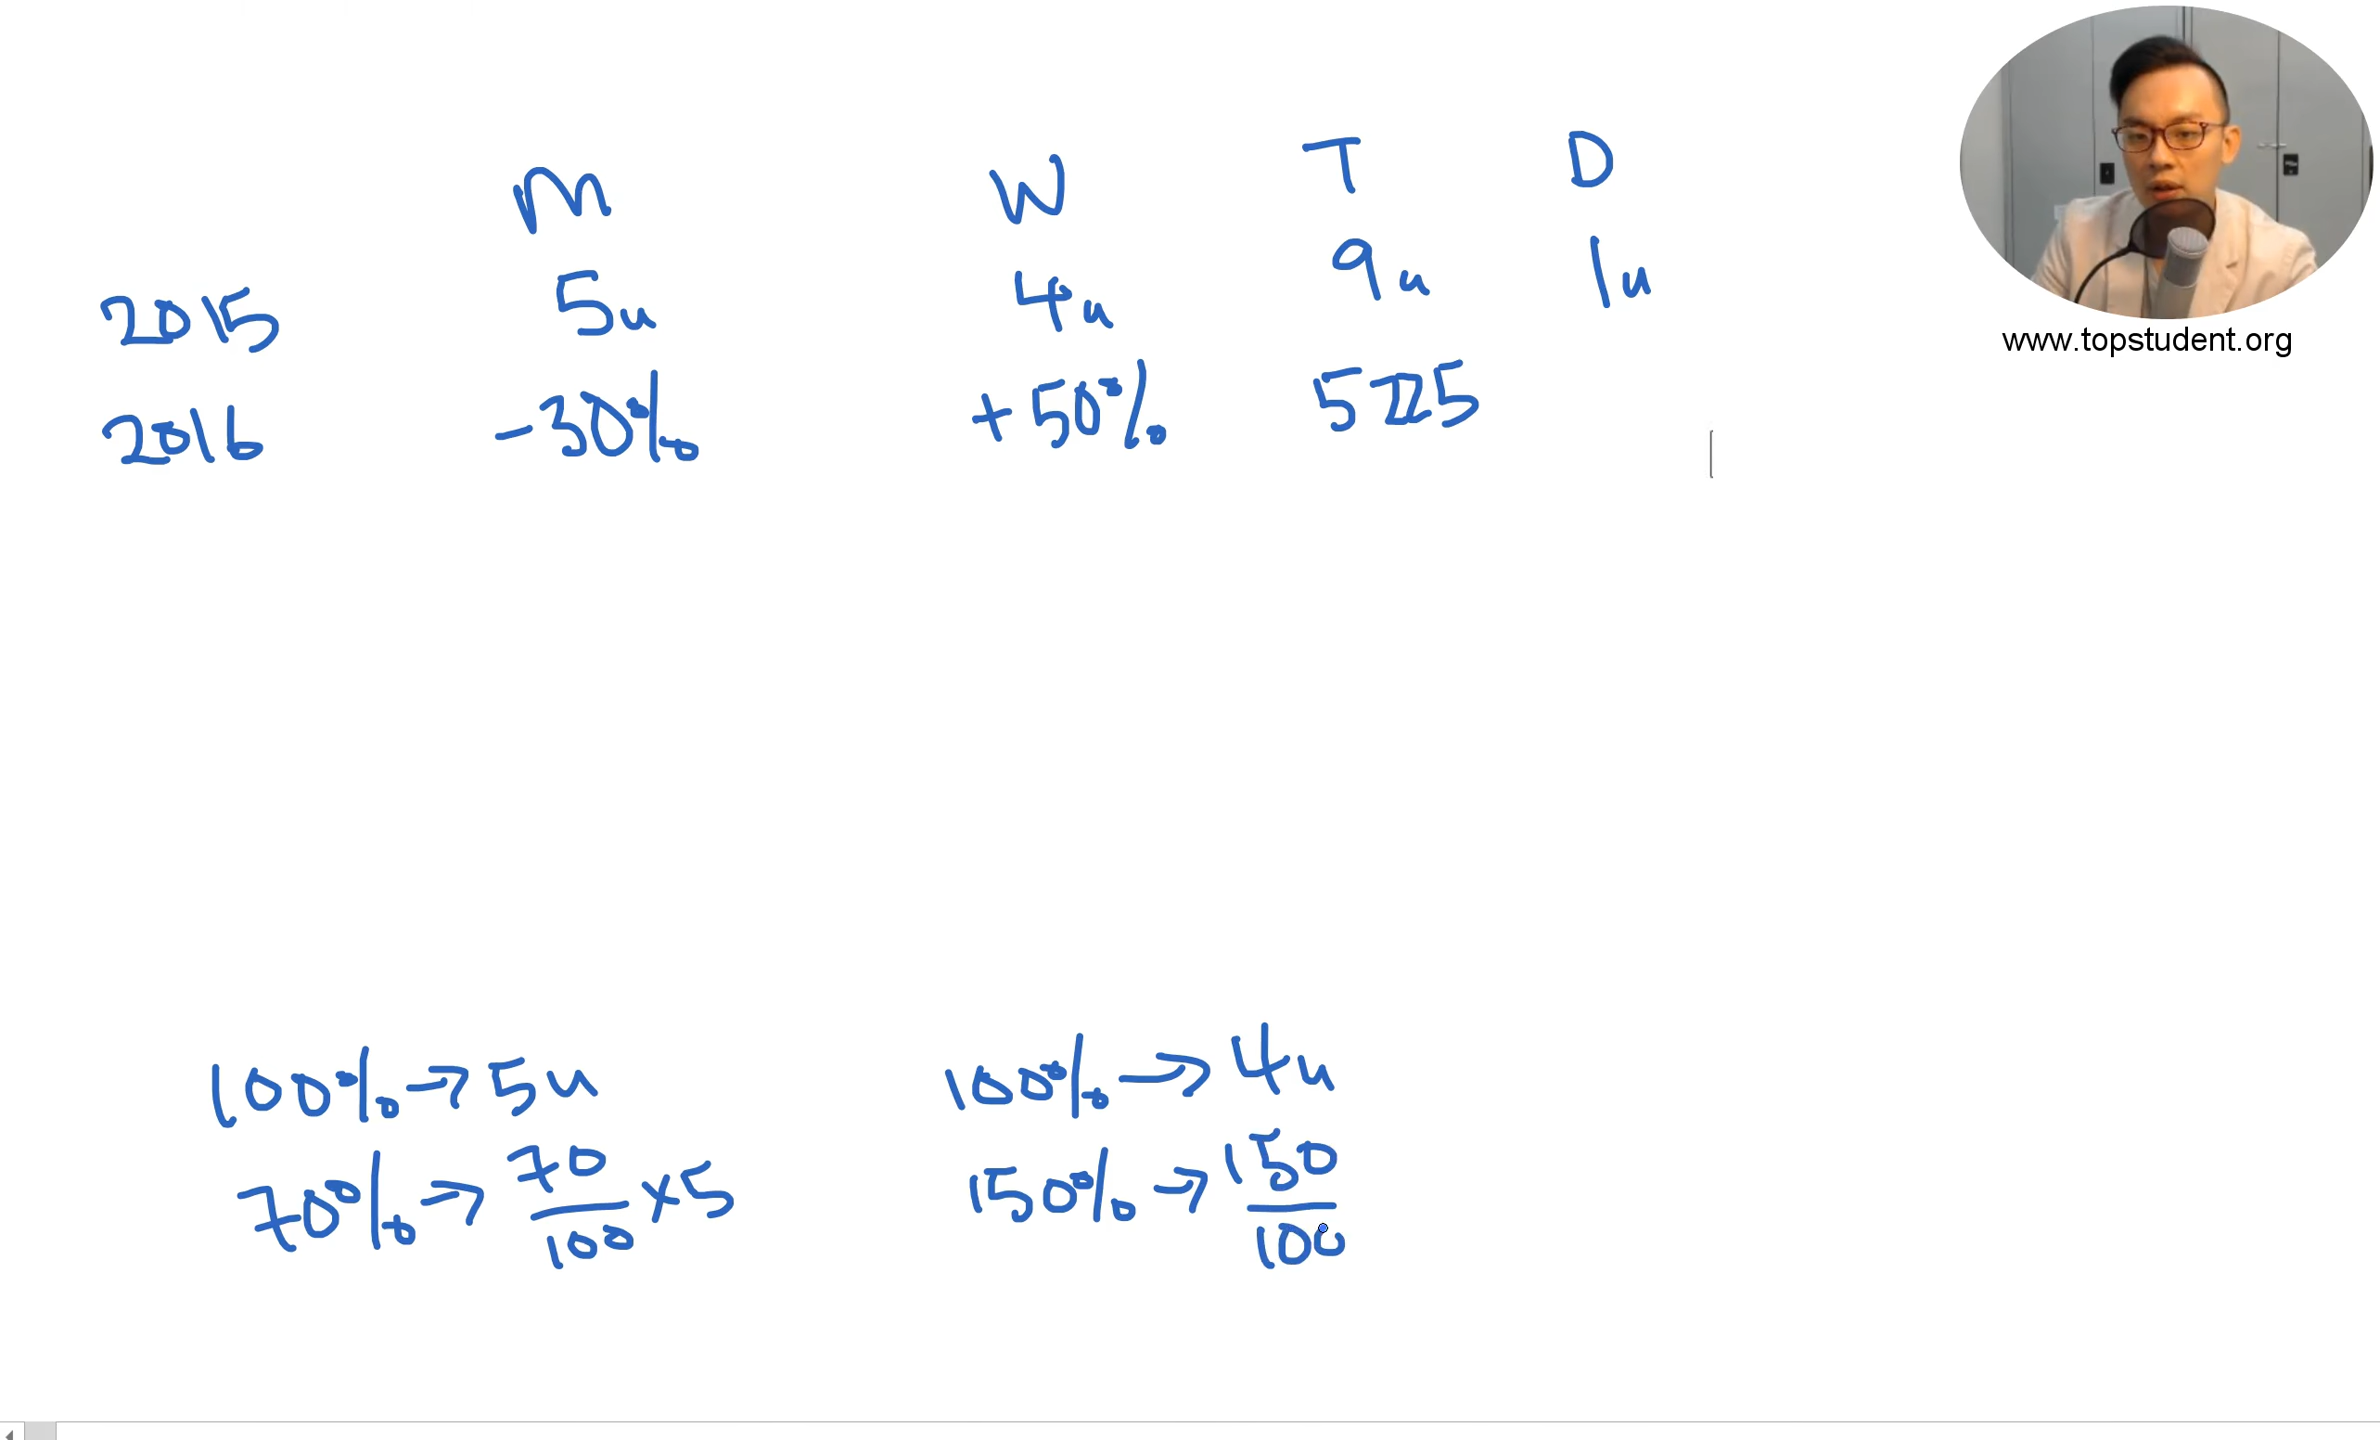 M W T D
2015 5u 4u 9u 1u
2016 -30% +50% 5225
www.topstudent.org
100% → 5u 100% → 4u
70% → 70/100 × 5 150% → 150/100